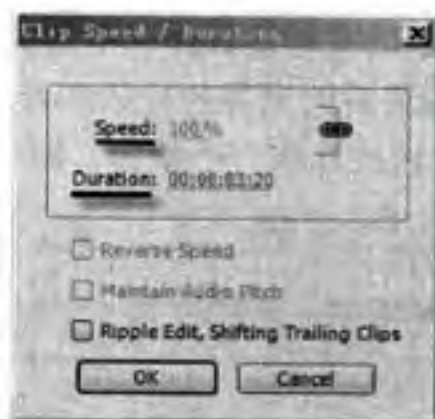 Clip Speed / Duration
Speed: 100%
Duration: 00:00:03:20
Reverse Speed
Maintain Audio Pitch
Ripple Edit, Shifting Trailing Clips
OK
Cancel